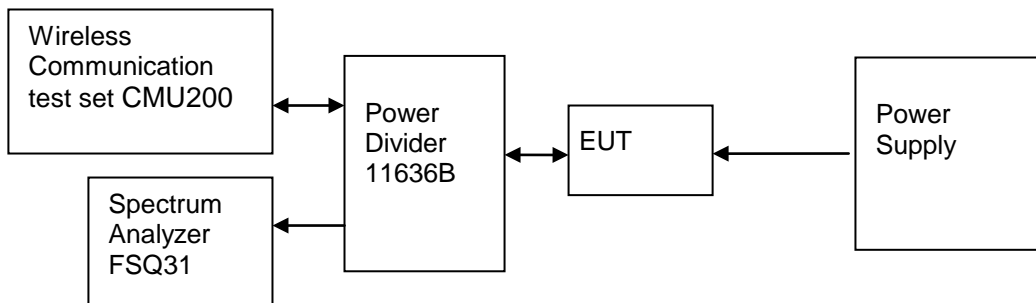 Wireless
Communication
test set CMU200
Power
Divider
11636B
EUT
Power
Supply
Spectrum
Analyzer
FSQ31